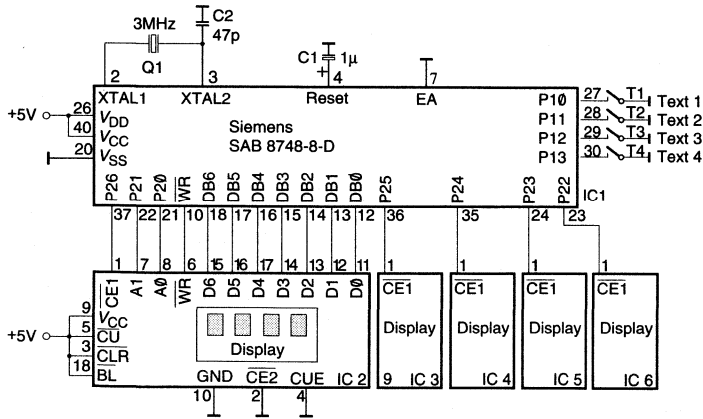 C2
3MHz
47p
Q1
C1 1µ
+
2 3 4 7
XTAL1 XTAL2 Reset EA
+5V 26 VDD
40 VCC
20 VSS
Siemens
SAB 8748-8-D
P10 27 T1 Text 1
P11 28 T2 Text 2
P12 29 T3 Text 3
P13 30 T4 Text 4
P26 P21 P20 WR DB6 DB5 DB4 DB3 DB2 DB1 DB0 P25 P24 P23 P22 IC1
37 22 21 10 18 17 16 15 14 13 12 36 35 24 23
1 7 8 6 15 16 17 14 13 12 11 1 1 1 1
CE1 A1 A0 WR D6 D5 D4 D3 D2 D1 D0 CE1 CE1 CE1 CE1
9 VCC
+5V 5 CU
3 CLR
18 BL
Display
Display Display Display Display
GND CE2 CUE IC 2
9 IC 3 IC 4 IC 5 IC 6
10 2 4